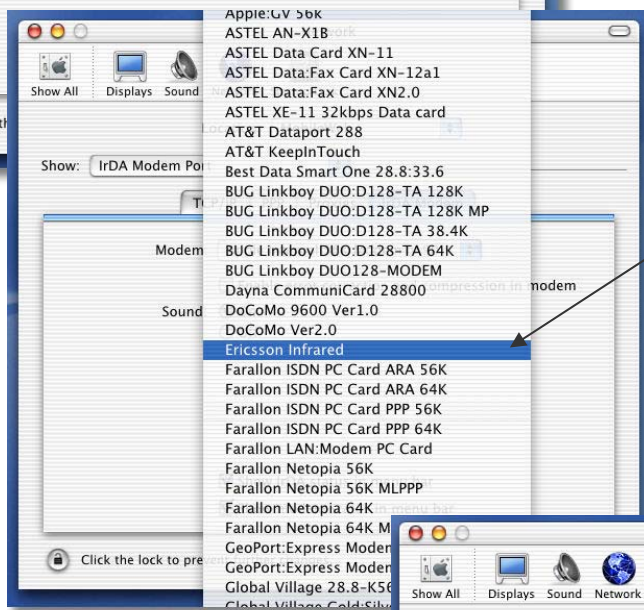 Apple:GV 56k
ASTEL AN-X1B
ASTEL Data Card XN-11
ASTEL Data:Fax Card XN-12a1
ASTEL Data:Fax Card XN2.0
ASTEL XE-11 32kbps Data card
AT&T Dataport 288
AT&T KeepInTouch
Best Data Smart One 28.8:33.6
BUG Linkboy DUO:D128-TA 128K
BUG Linkboy DUO:D128-TA 128K MP
BUG Linkboy DUO:D128-TA 38.4K
BUG Linkboy DUO:D128-TA 64K
BUG Linkboy DUO128-MODEM
Dayna CommuniCard 28800
DoCoMo 9600 Ver1.0
DoCoMo Ver2.0
Ericsson Infrared
Farallon ISDN PC Card ARA 56K
Farallon ISDN PC Card ARA 64K
Farallon ISDN PC Card PPP 56K
Farallon ISDN PC Card PPP 64K
Farallon LAN:Modem PC Card
Farallon Netopia 56K
Farallon Netopia 56K MLPPP
Farallon Netopia 64K
Farallon Netopia 64K M
GeoPort:Express Modem
GeoPort:Express Modem
Global Village 28.8-K56
Global Village Gold:Silv
Show All
Displays
Sound
Show: IrDA Modem Por
Modem
compression in modem
Sound
in menu bar
Click the lock to pre
Show All
Displays
Sound
Network